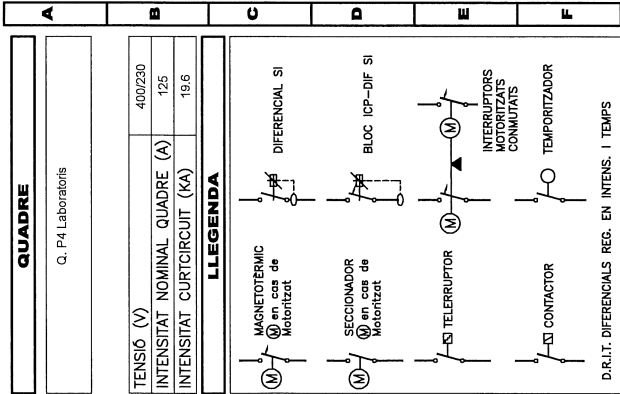 A
B
C
D
E
F
QUADRE
Q. P4 Laboratoris
TENSIÓ (V) 400/230
INTENSITAT NOMINAL QUADRE (A) 125
INTENSITAT CURTCIRCUIT (KA) 19.6
LLEGENDA
MAGNETOTÈRMIC
M en cas de
Motoritzat
M
DIFERENCIAL SI
SECCIONADOR
M en cas de
Motoritzat
M
BLOC ICP-DIF SI
TELERRUPTOR
M
M
INTERRUPTORS
MOTORITZATS
CONMUTATS
CONTACTOR
TEMPORITZADOR
D.R.I.T. DIFERENCIALS REG. EN INTENS. I TEMPS